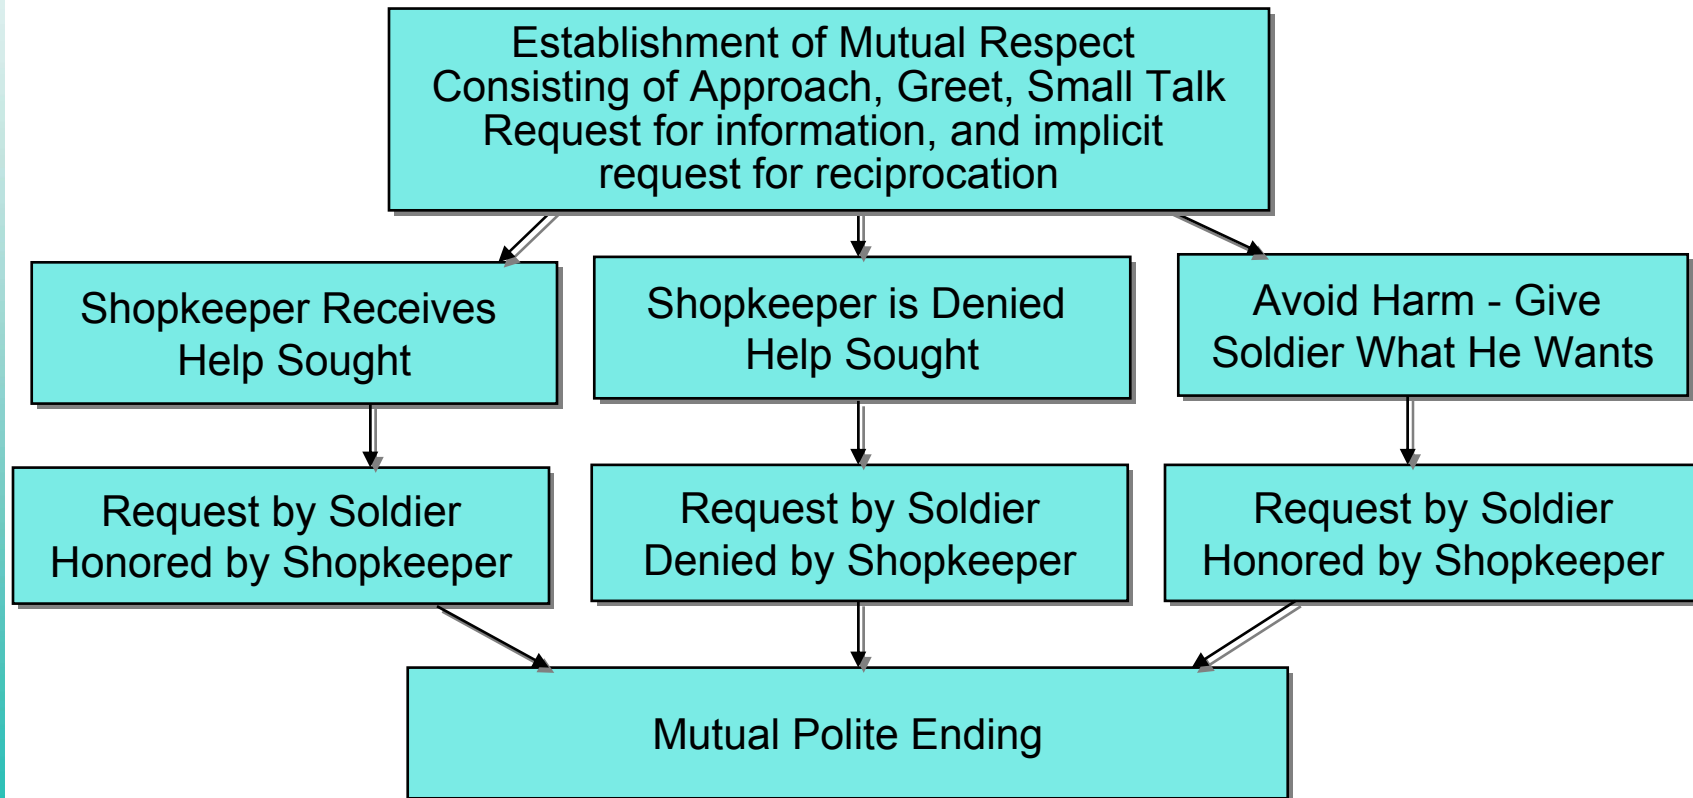 Establishment of Mutual Respect
Consisting of Approach, Greet, Small Talk
Request for information, and implicit
request for reciprocation
Shopkeeper Receives
Help Sought
Shopkeeper is Denied
Help Sought
Avoid Harm - Give
Soldier What He Wants
Request by Soldier
Honored by Shopkeeper
Request by Soldier
Denied by Shopkeeper
Request by Soldier
Honored by Shopkeeper
Mutual Polite Ending